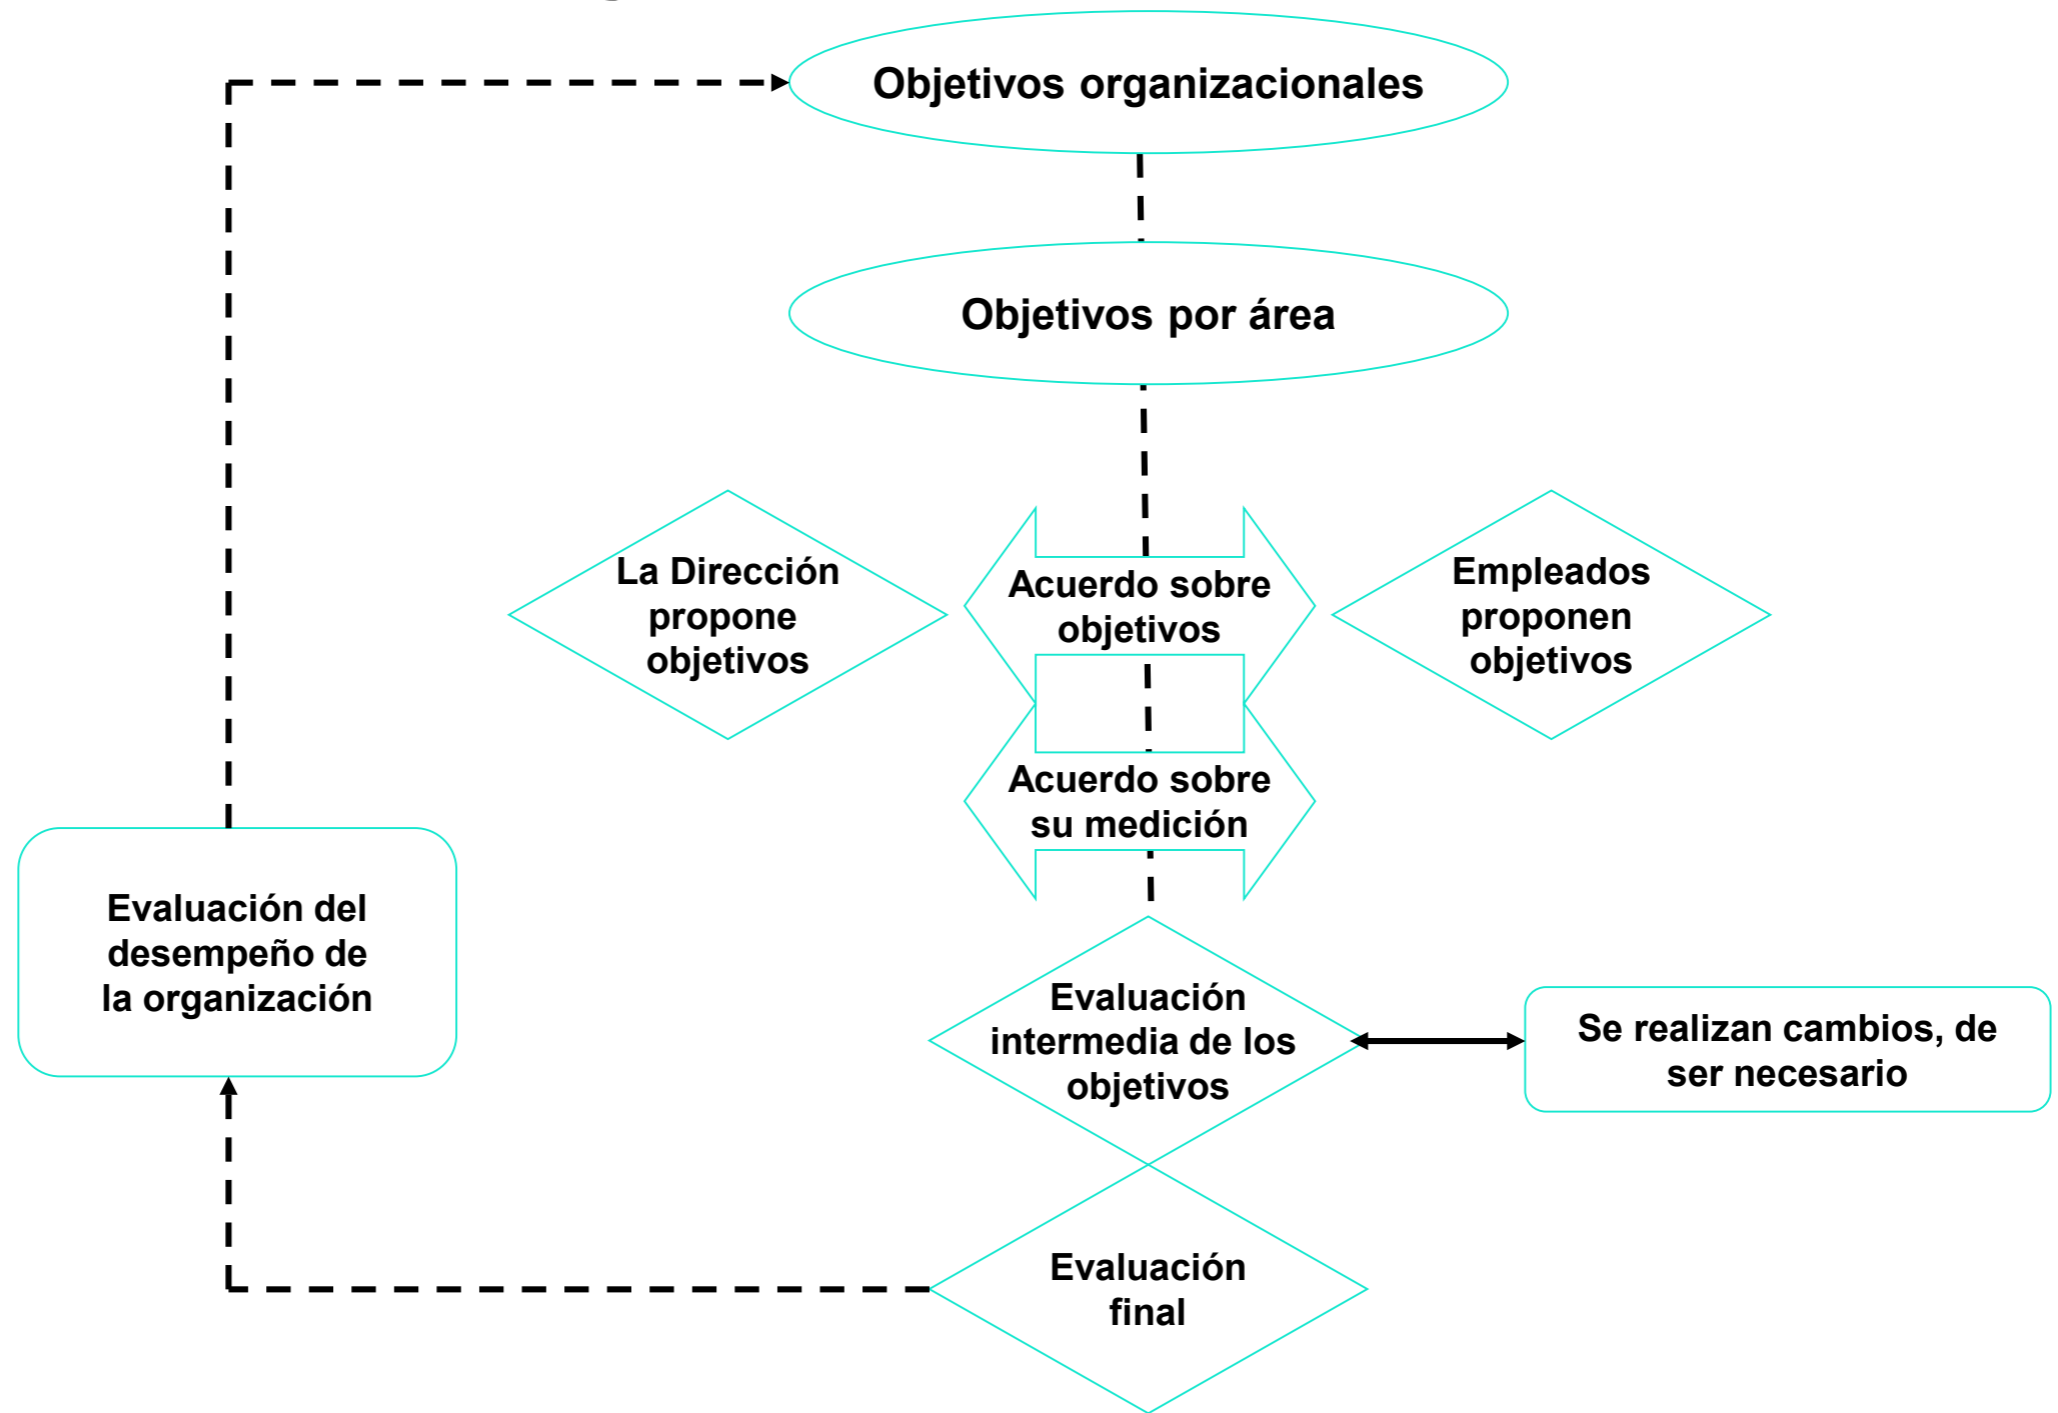 Objetivos organizacionales
Objetivos por área
La Dirección
propone
objetivos
Acuerdo sobre
objetivos
Empleados
proponen
objetivos
Acuerdo sobre
su medición
Evaluación del
desempeño de
la organización
Evaluación
intermedia de los
objetivos
Se realizan cambios, de
ser necesario
Evaluación
final